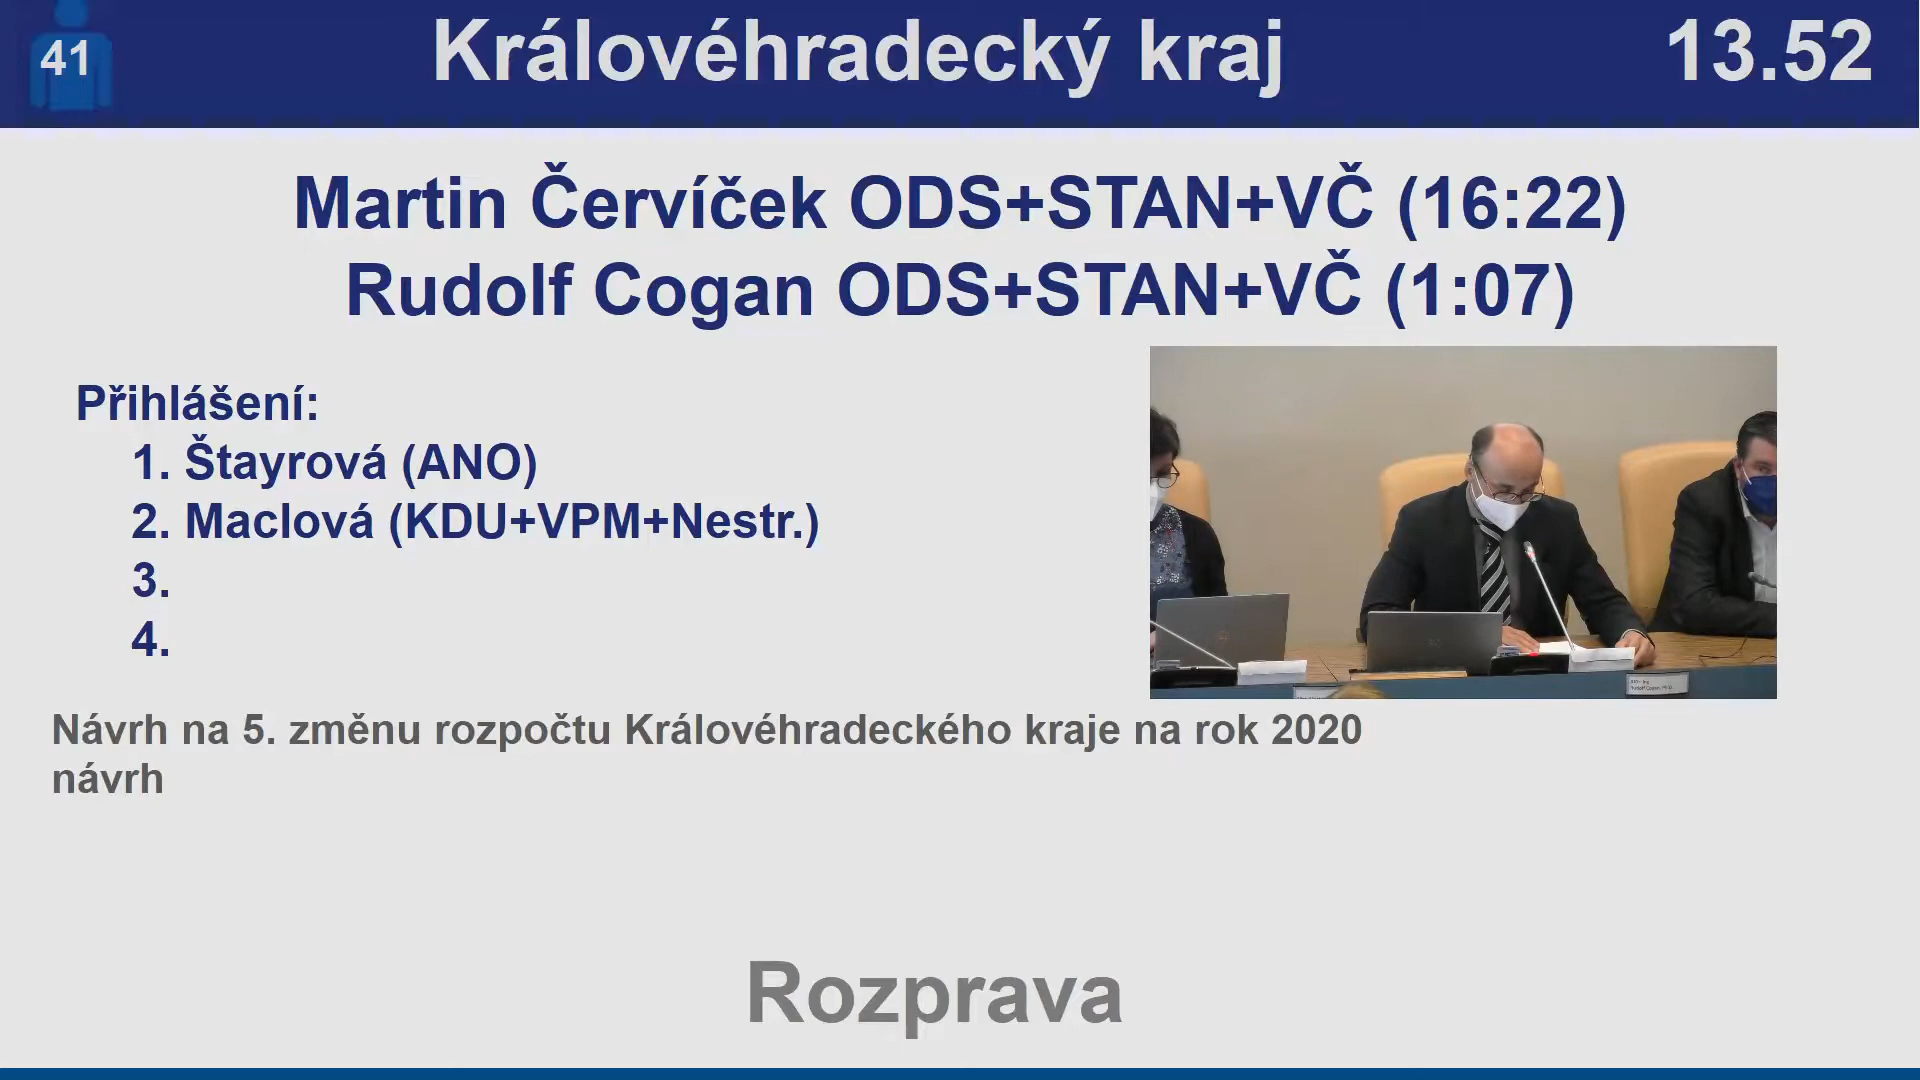 41
Královéhradecký kraj
13.52
Martin Červíček ODS+STAN+VČ (16:22)
Rudolf Cogan ODS+STAN+VČ (1:07)
Přihlášení:
1. Štayrová (ANO)
2. Maclová (KDU+VPM+Nestr.)
3.
4.
Rudolf Cogan
Návrh na 5. změnu rozpočtu Královéhradeckého kraje na rok 2020
návrh
Rozprava